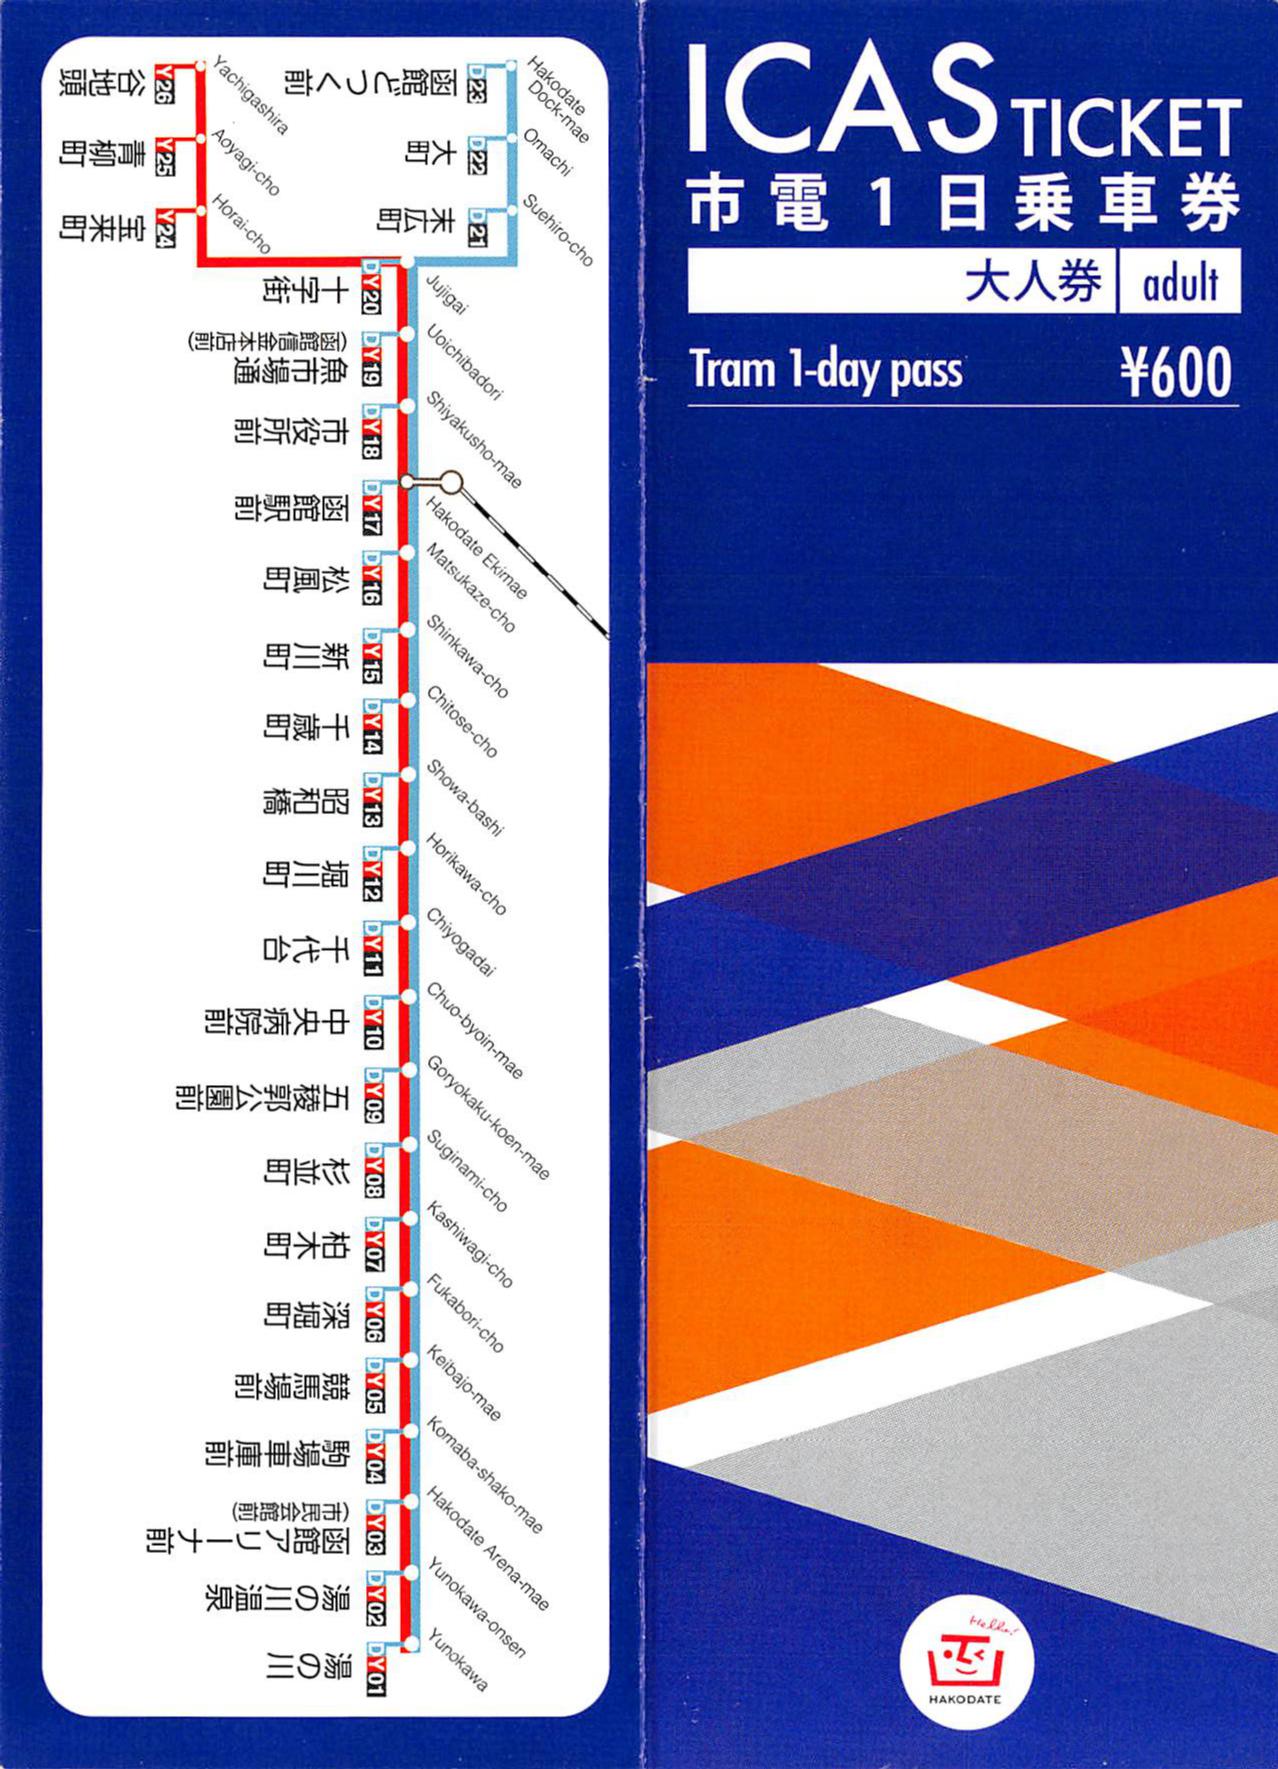 ICAS TICKET
市電1日乗車券
大人券 adult
Tram 1-day pass ¥600
Hello!
HAKODATE
谷地頭 Y26 Yachigashira
青柳町 Y25 Aoyagi-cho
宝来町 Y24 Horai-cho
函館どつく前 D23 Hakodate Dock-mae
大町 D22 Omachi
末広町 D21 Suehiro-cho
十字街 DY20 Jujigai
魚市場通 (函館信金本店前) DY19 Uoichibadori
市役所前 DY18 Shiyakusho-mae
函館駅前 DY17 Hakodate Ekimae
松風町 DY16 Matsukaze-cho
新川町 DY15 Shinkawa-cho
千歳町 DY14 Chitose-cho
昭和橋 DY13 Showa-bashi
堀川町 DY12 Horikawa-cho
千代台 DY11 Chiyogadai
中央病院前 DY10 Chuo-byoin-mae
五稜郭公園前 DY09 Goryokaku-koen-mae
杉並町 DY08 Suginami-cho
柏木町 DY07 Kashiwagi-cho
深堀町 DY06 Fukabori-cho
競馬場前 DY05 Keibajo-mae
駒場車庫前 DY04 Komaba-shako-mae
函館アリーナ前 (市民会館前) DY03 Hakodate Arena-mae
湯の川温泉 DY02 Yunokawa-onsen
湯の川 DY01 Yunokawa